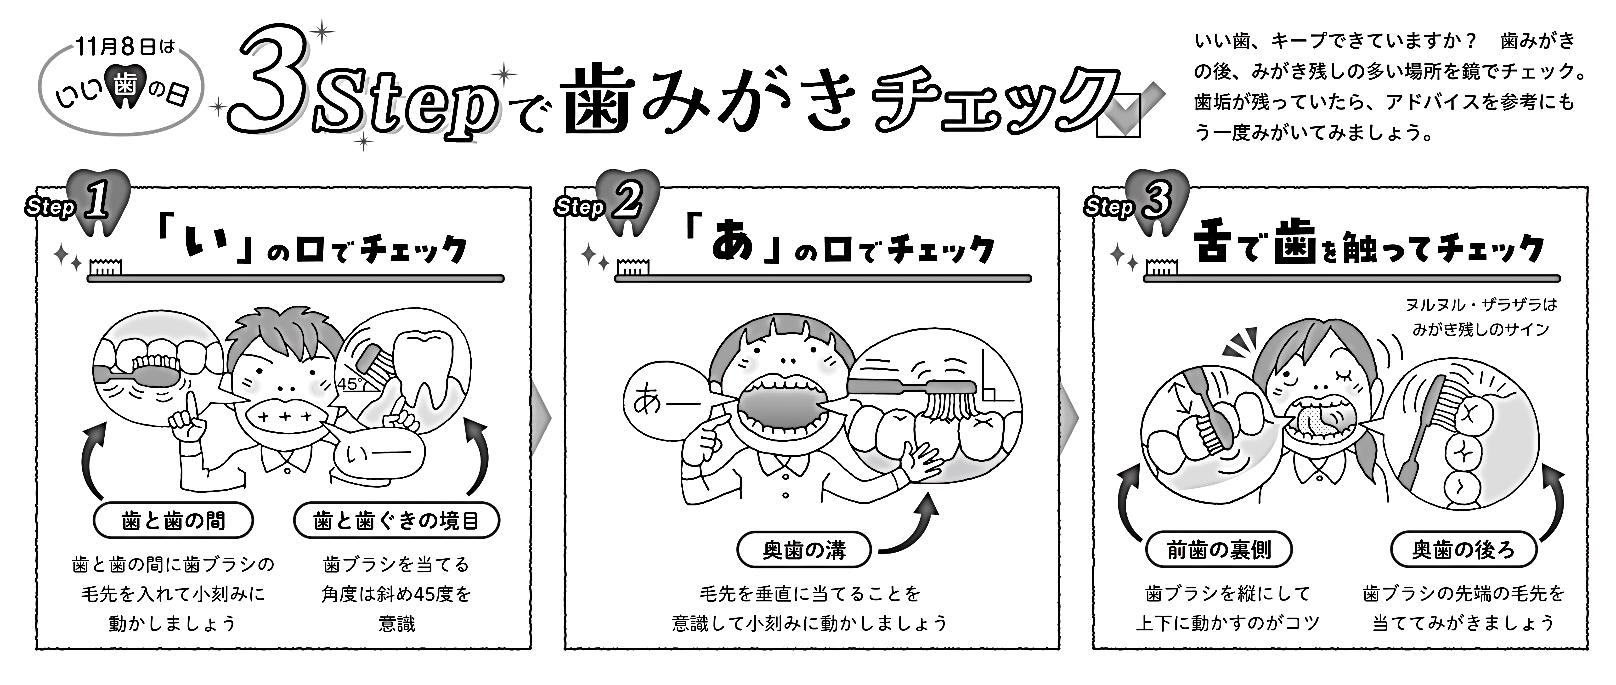 11月8日は
いい歯の日
3Stepで歯みがきチェック
いい歯、キープできていますか？　歯みがき
の後、みがき残しの多い場所を鏡でチェック。
歯垢が残っていたら、アドバイスを参考にも
う一度みがいてみましょう。
Step 1
「い」の口でチェック
45°
いー
歯と歯の間
歯と歯の間に歯ブラシの
毛先を入れて小刻みに
動かしましょう
歯と歯ぐきの境目
歯ブラシを当てる
角度は斜め45度を
意識
Step 2
「あ」の口でチェック
あー
奥歯の溝
毛先を垂直に当てることを
意識して小刻みに動かしましょう
Step 3
舌で歯を触ってチェック
ヌルヌル・ザラザラは
みがき残しのサイン
前歯の裏側
歯ブラシを縦にして
上下に動かすのがコツ
奥歯の後ろ
歯ブラシの先端の毛先を
当ててみがきましょう